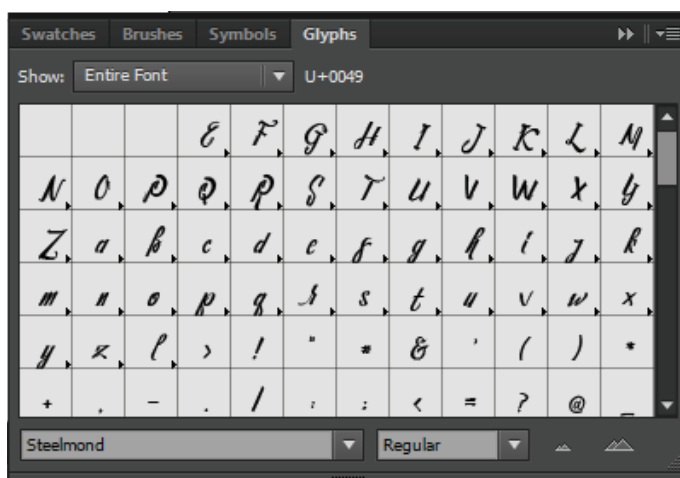 Swatches Brushes Symbols Glyphs
Show: Entire Font U+0049
E F G H I J K L M
N O P Q R S T U V W X Y
Z a b c d e f g h i j k
m n o p q r s t u v w x
y z l > ! " # & ' ( ) *
+ , - . / : ; < = ? @ _
Steelmond Regular